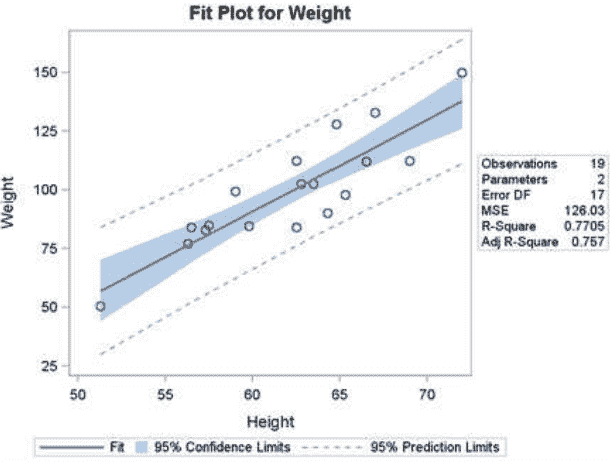 Fit Plot for Weight
150
125
100
75
50
25
Weight
50 55 60 65 70
Height
Observations 19
Parameters 2
Error DF 17
MSE 126.03
R-Square 0.7705
Adj R-Square 0.757
Fit 95% Confidence Limits 95% Prediction Limits